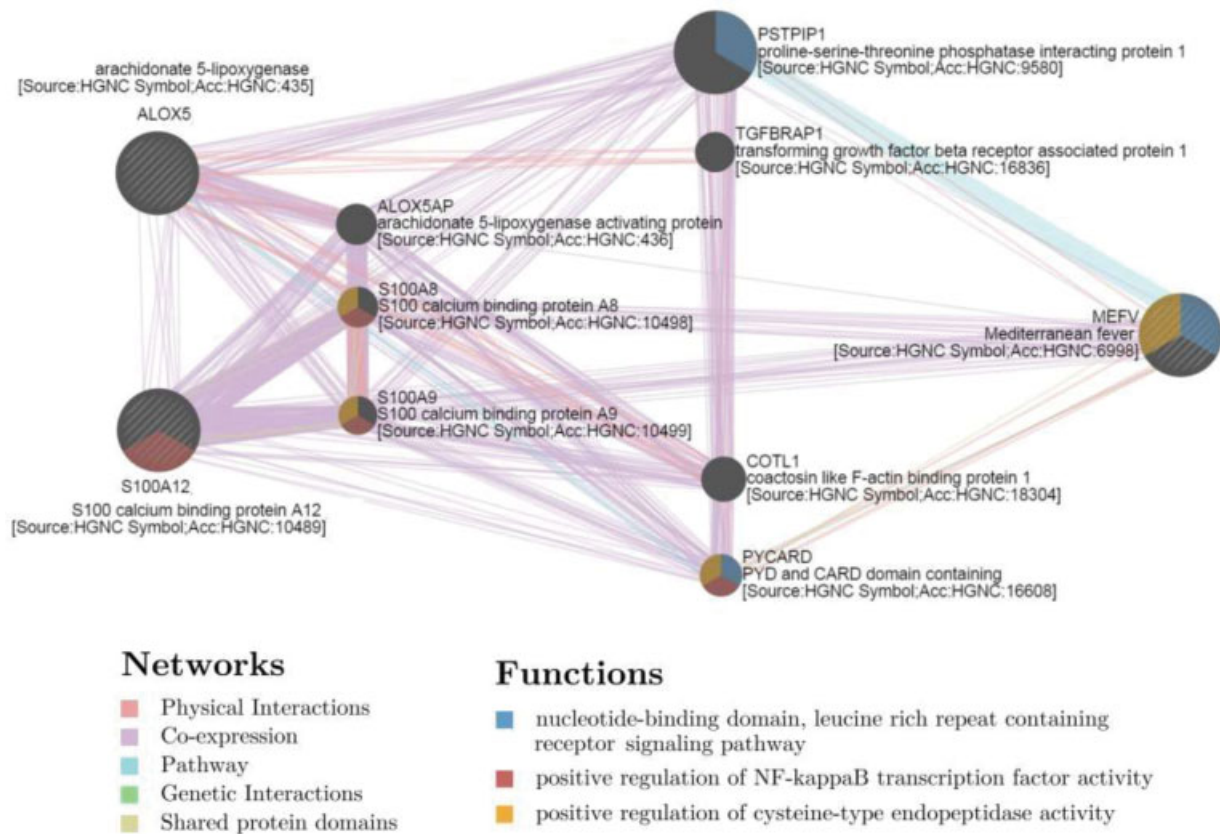 PSTPIP1
proline-serine-threonine phosphatase interacting protein 1
[Source:HGNC Symbol;Acc:HGNC:9580]
arachidonate 5-lipoxygenase
[Source:HGNC Symbol;Acc:HGNC:435]
ALOX5
TGFBRAP1
transforming growth factor beta receptor associated protein 1
[Source:HGNC Symbol;Acc:HGNC:16836]
ALOX5AP
arachidonate 5-lipoxygenase activating protein
[Source:HGNC Symbol;Acc:HGNC:436]
S100A8
S100 calcium binding protein A8
[Source:HGNC Symbol;Acc:HGNC:10498]
MEFV
Mediterranean fever
[Source:HGNC Symbol;Acc:HGNC:6998]
S100A9
S100 calcium binding protein A9
[Source:HGNC Symbol;Acc:HGNC:10499]
S100A12
S100 calcium binding protein A12
[Source:HGNC Symbol;Acc:HGNC:10489]
COTL1
coactosin like F-actin binding protein 1
[Source:HGNC Symbol;Acc:HGNC:18304]
PYCARD
PYD and CARD domain containing
[Source:HGNC Symbol;Acc:HGNC:16608]
Networks
Physical Interactions
Co-expression
Pathway
Genetic Interactions
Shared protein domains
Functions
nucleotide-binding domain, leucine rich repeat containing
receptor signaling pathway
positive regulation of NF-kappaB transcription factor activity
positive regulation of cysteine-type endopeptidase activity